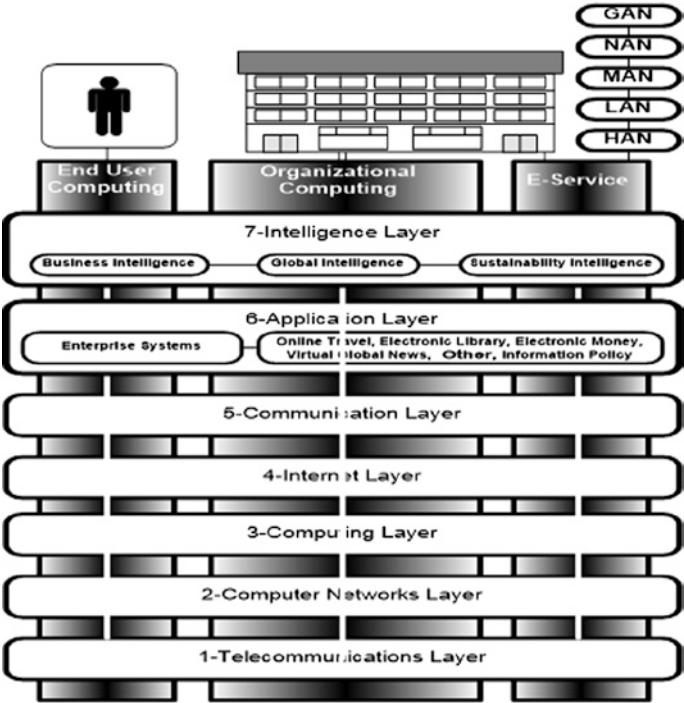 GAN
NAN
MAN
LAN
HAN
End User
Computing
Organizational
Computing
E-Service
7-Intelligence Layer
Business Intelligence
Global Intelligence
Sustainability Intelligence
6-Application Layer
Enterprise Systems
Online Travel, Electronic Library, Electronic Money,
Virtual Global News, Other, Information Policy
5-Communication Layer
4-Internet Layer
3-Computing Layer
2-Computer Networks Layer
1-Telecommunications Layer